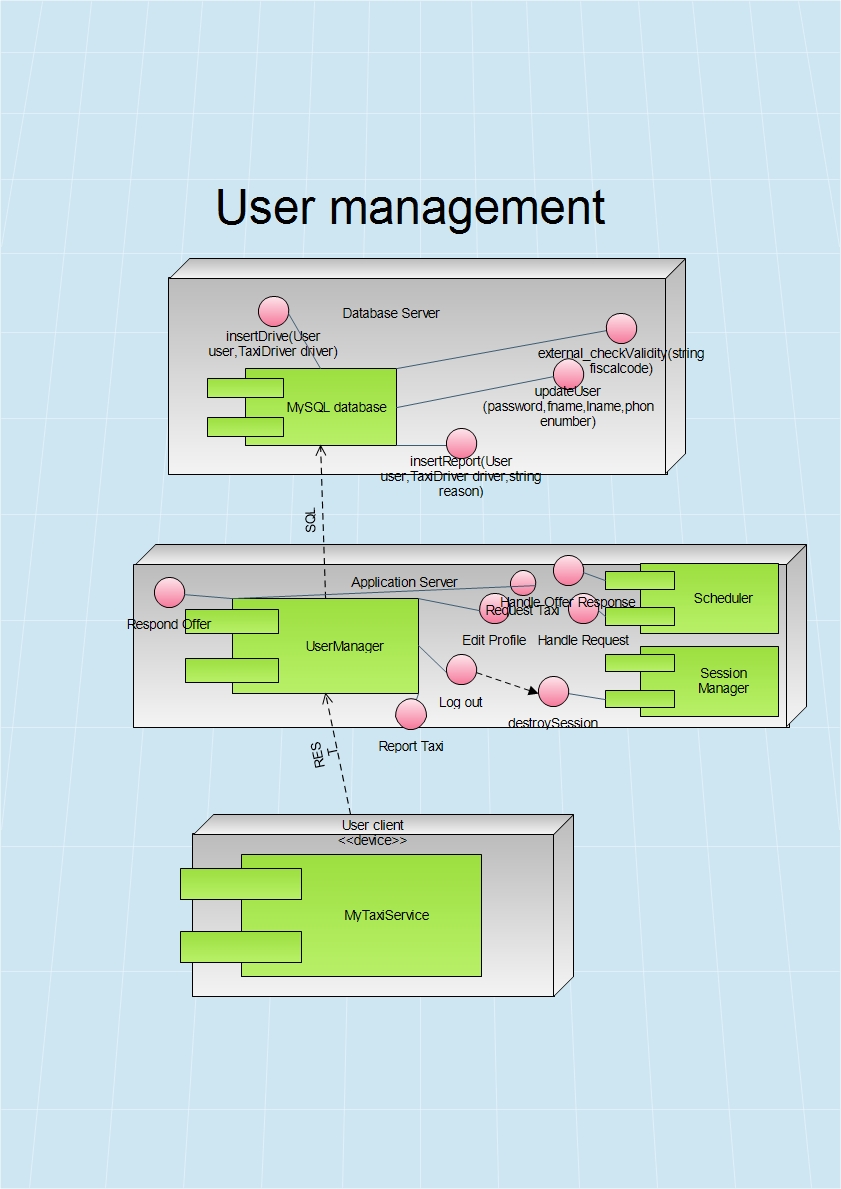 User management
Database Server
insertDrive(User
user,TaxiDriver driver)
external_checkValidity(string
fiscalcode)
updateUser
(password,fname,lname,phon
enumber)
MySQL database
insertReport(User
user,TaxiDriver driver,string
reason)
SQL
Application Server
Respond Offer
Handle Offer Response
Request Taxi
Edit Profile
Handle Request
Scheduler
UserManager
Session
Manager
Log out
destroySession
Report Taxi
RES
T
User client
<<device>>
MyTaxiService